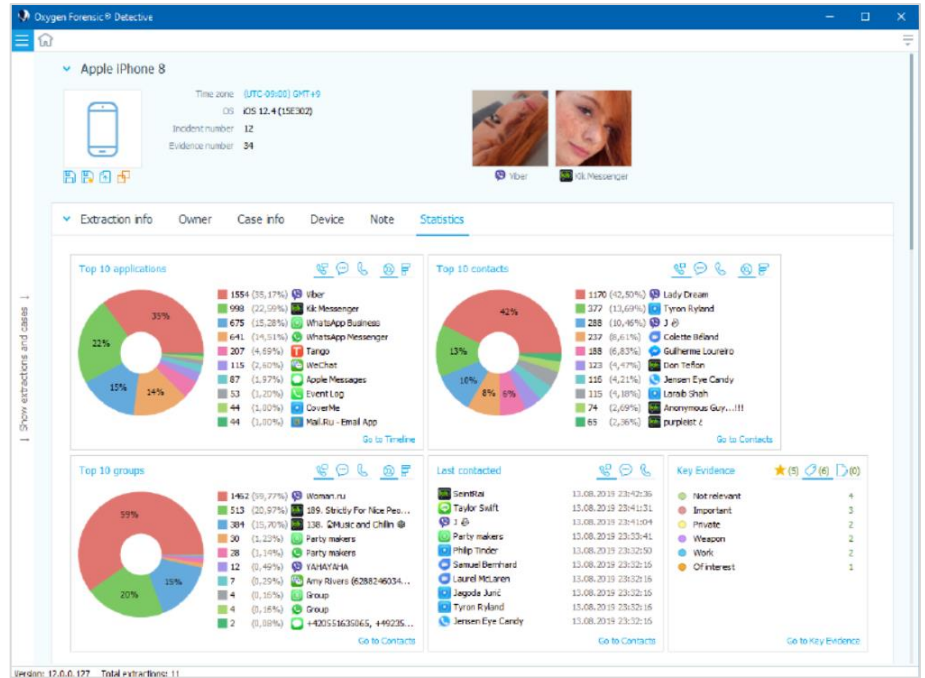 Oxygen Forensic® Detective
Apple iPhone 8
Time zone (UTC-09:00) GMT+9
OS iOS 12.4 (15E302)
Incident number 12
Evidence number 34
Viber
Kik Messenger
Extraction info Owner Case info Device Note Statistics
Show extractions and cases
Top 10 applications
35%
22%
15%
14%
1554 (35,17%) Viber
998 (22,59%) Kik Messenger
675 (15,28%) WhatsApp Business
641 (14,51%) WhatsApp Messenger
207 (4,69%) Tango
115 (2,60%) WeChat
87 (1,97%) Apple Messages
53 (1,20%) Event Log
44 (1,00%) CoverMe
44 (1,00%) Mail.Ru - Email App
Go to Timeline
Top 10 contacts
42%
13%
10%
8%
6%
1170 (42,50%) Lady Dream
377 (13,69%) Tyron Ryland
288 (10,46%) J
237 (8,61%) Colette Béland
188 (6,83%) Guilherme Loureiro
123 (4,47%) Don Teflon
116 (4,21%) Jensen Eye Candy
115 (4,18%) Laraib Shah
74 (2,69%) Anonymous Guy...!!!
65 (2,36%) purpleist
Go to Contacts
Top 10 groups
59%
20%
15%
1462 (59,77%) Woman.ru
513 (20,97%) 189. Strictly For Nice Peo...
384 (15,70%) 138. Music and Chillin
30 (1,23%) Party makers
28 (1,14%) Party makers
12 (0,49%) YAHAYAHA
7 (0,29%) Amy Rivers (6288246034...
4 (0,16%) Group
4 (0,16%) Group
2 (0,08%) +420551635065, +49235...
Go to Contacts
Last contacted
SeintRai 13.08.2019 23:42:36
Taylor Swift 13.08.2019 23:41:31
J 13.08.2019 23:41:04
Party makers 13.08.2019 23:33:41
Philip Tinder 13.08.2019 23:32:50
Samuel Bernhard 13.08.2019 23:32:16
Laurel McLaren 13.08.2019 23:32:16
Jagoda Junć 13.08.2019 23:32:16
Tyron Ryland 13.08.2019 23:32:16
Jensen Eye Candy 13.08.2019 23:32:16
Go to Contacts
Key Evidence (5) (6) (0)
Not relevant 4
Important 3
Private 2
Weapon 2
Work 2
Of interest 1
Go to Key Evidence
Version: 12.0.0.127 Total extractions: 11